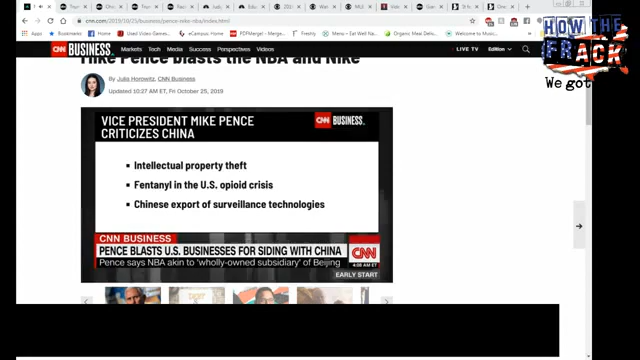 cnn.com/2019/10/25/business/pence-nike-nba/index.html
CNN BUSINESS Markets Tech Media Success Perspectives Videos LIVE TV Edition
Mike Pence blasts the NBA and Nike
By Julia Horowitz, CNN Business
Updated 10:27 AM ET, Fri October 25, 2019
VICE PRESIDENT MIKE PENCE
CRITICIZES CHINA
CNN BUSINESS
Intellectual property theft
Fentanyl in the U.S. opioid crisis
Chinese export of surveillance technologies
CNN BUSINESS
PENCE BLASTS U.S. BUSINESSES FOR SIDING WITH CHINA
Pence says NBA akin to 'wholly-owned subsidiary' of Beijing
CNN
4:08 AM ET
EARLY START
HOW THE
FRACK
We got